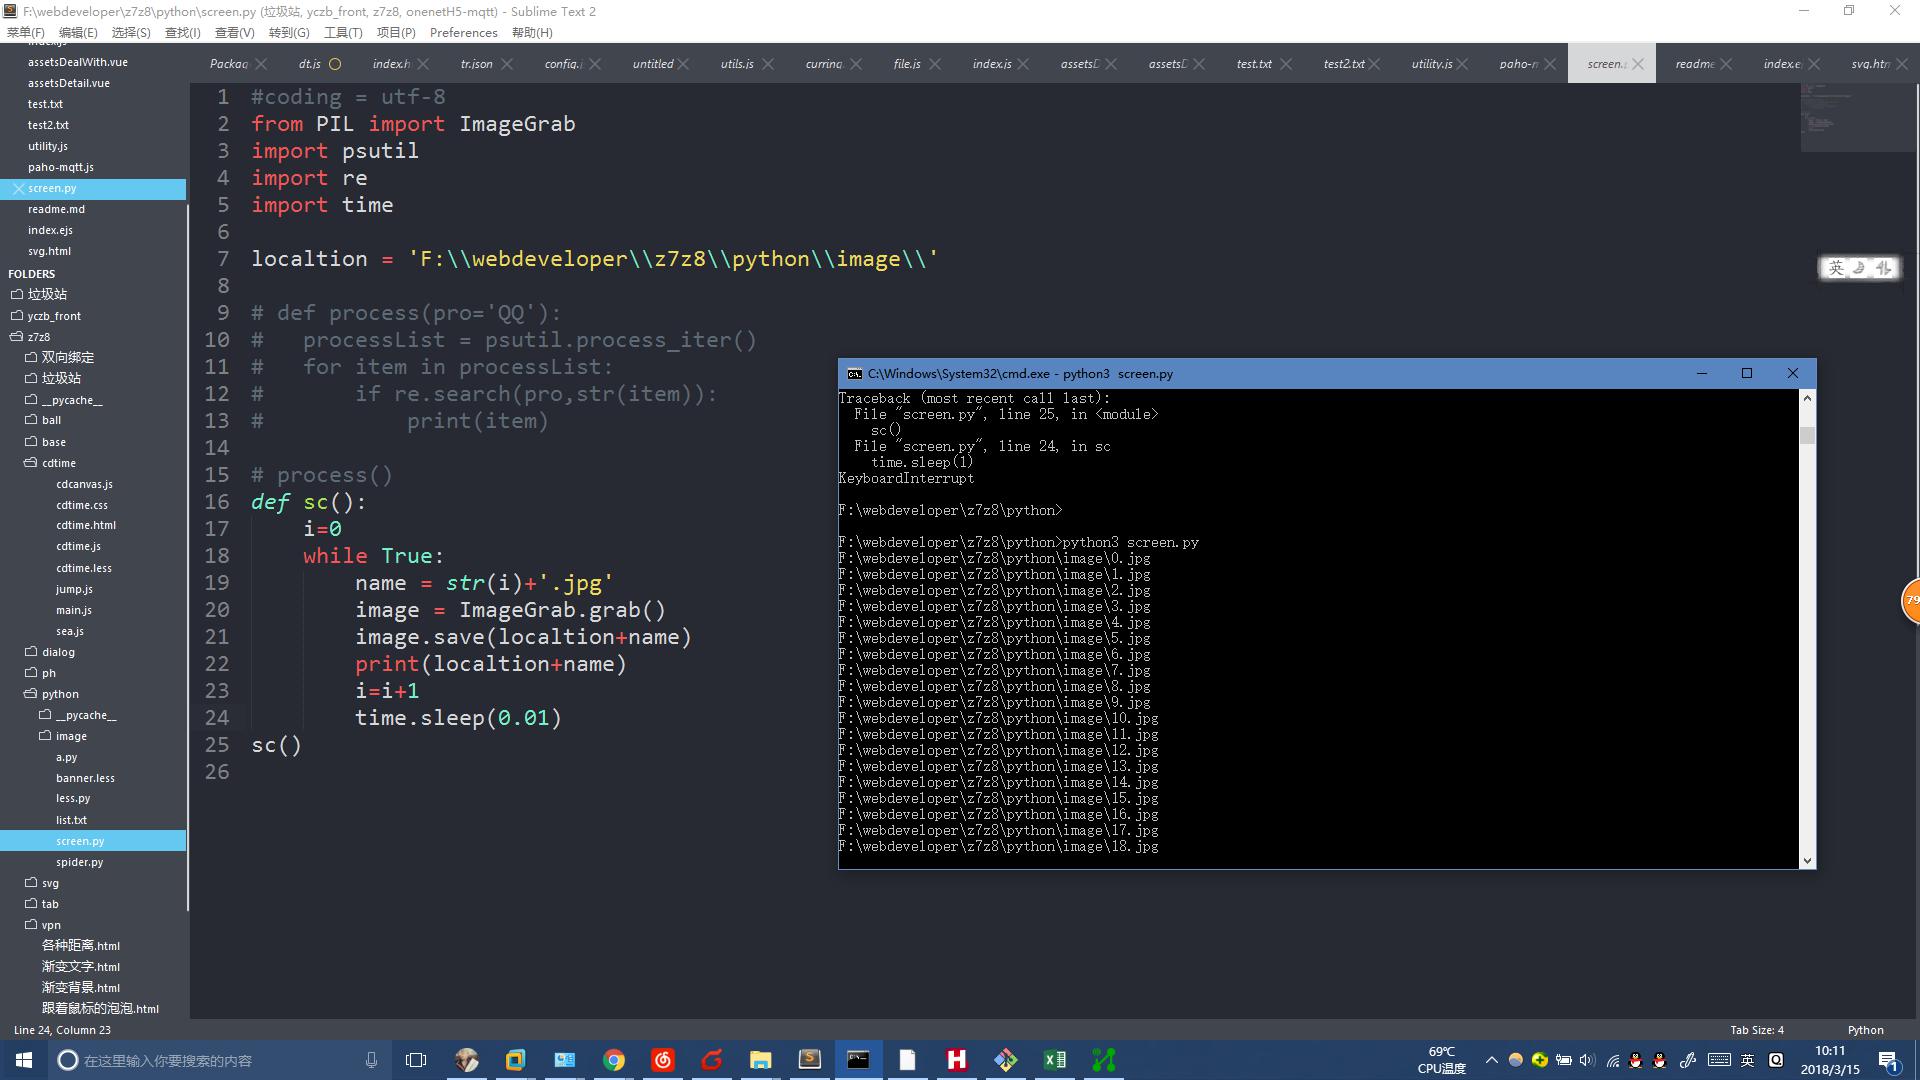 F:\webdeveloper\z7z8\python\screen.py (垃圾站, yczb_front, z7z8, onenetH5-mqtt) - Sublime Text 2
菜单(F) 编辑(E) 选择(S) 查找(I) 查看(V) 转到(G) 工具(T) 项目(P) Preferences 帮助(H)
Packag dt.js index.h tr.json config.j untitled utils.js curring. file.js index.js assetsD assetsD test.txt test2.txt utility.js paho-m screen. readme index.e svg.htm
index.js
assetsDealWith.vue
assetsDetail.vue
test.txt
test2.txt
utility.js
paho-mqtt.js
screen.py
readme.md
index.ejs
svg.html
FOLDERS
垃圾站
yczb_front
z7z8
双向绑定
垃圾站
__pycache__
ball
base
cdtime
cdcanvas.js
cdtime.css
cdtime.html
cdtime.js
cdtime.less
jump.js
main.js
sea.js
dialog
ph
python
__pycache__
image
a.py
banner.less
less.py
list.txt
screen.py
spider.py
svg
tab
vpn
各种距离.html
渐变文字.html
渐变背景.html
跟着鼠标的泡泡.html
1 #coding = utf-8
2 from PIL import ImageGrab
3 import psutil
4 import re
5 import time
6
7 localtion = 'F:\\webdeveloper\\z7z8\\python\\image\\'
8
9 # def process(pro='QQ'):
10 #   processList = psutil.process_iter()
11 #   for item in processList:
12 #       if re.search(pro,str(item)):
13 #           print(item)
14
15 # process()
16 def sc():
17     i=0
18     while True:
19         name = str(i)+'.jpg'
20         image = ImageGrab.grab()
21         image.save(localtion+name)
22         print(localtion+name)
23         i=i+1
24         time.sleep(0.01)
25 sc()
26
C:\Windows\System32\cmd.exe - python3 screen.py
Traceback (most recent call last):
  File "screen.py", line 25, in <module>
    sc()
  File "screen.py", line 24, in sc
    time.sleep(1)
KeyboardInterrupt
F:\webdeveloper\z7z8\python>
F:\webdeveloper\z7z8\python>python3 screen.py
F:\webdeveloper\z7z8\python\image\0.jpg
F:\webdeveloper\z7z8\python\image\1.jpg
F:\webdeveloper\z7z8\python\image\2.jpg
F:\webdeveloper\z7z8\python\image\3.jpg
F:\webdeveloper\z7z8\python\image\4.jpg
F:\webdeveloper\z7z8\python\image\5.jpg
F:\webdeveloper\z7z8\python\image\6.jpg
F:\webdeveloper\z7z8\python\image\7.jpg
F:\webdeveloper\z7z8\python\image\8.jpg
F:\webdeveloper\z7z8\python\image\9.jpg
F:\webdeveloper\z7z8\python\image\10.jpg
F:\webdeveloper\z7z8\python\image\11.jpg
F:\webdeveloper\z7z8\python\image\12.jpg
F:\webdeveloper\z7z8\python\image\13.jpg
F:\webdeveloper\z7z8\python\image\14.jpg
F:\webdeveloper\z7z8\python\image\15.jpg
F:\webdeveloper\z7z8\python\image\16.jpg
F:\webdeveloper\z7z8\python\image\17.jpg
F:\webdeveloper\z7z8\python\image\18.jpg
英
79
Line 24, Column 23
Tab Size: 4
Python
在这里输入你要搜索的内容
69℃
CPU温度
英
10:11
2018/3/15
1